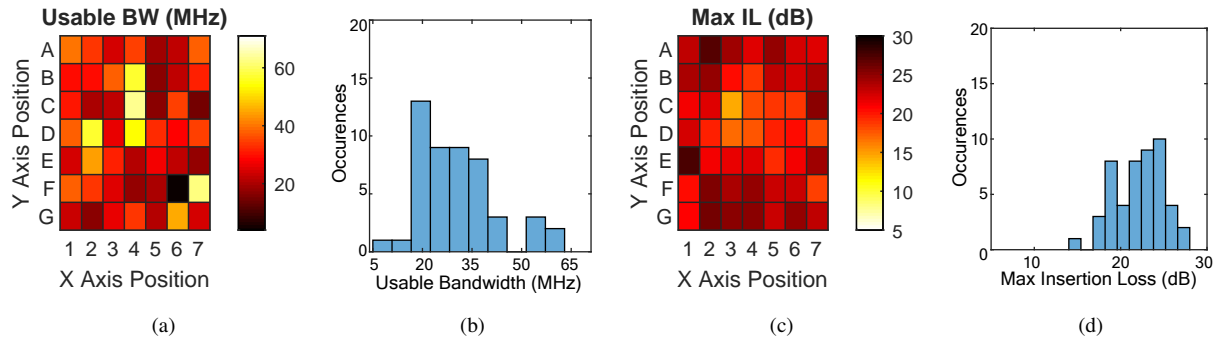 Usable BW (MHz)
A
B
C
D
E
F
G
Y Axis Position
1 2 3 4 5 6 7
X Axis Position
60
40
20
(a)
20
15
10
5
0
Occurences
5 20 35 50 65
Usable Bandwidth (MHz)
(b)
Max IL (dB)
A
B
C
D
E
F
G
Y Axis Position
1 2 3 4 5 6 7
X Axis Position
30
25
20
15
10
5
(c)
20
15
10
5
0
Occurences
10 20 30
Max Insertion Loss (dB)
(d)